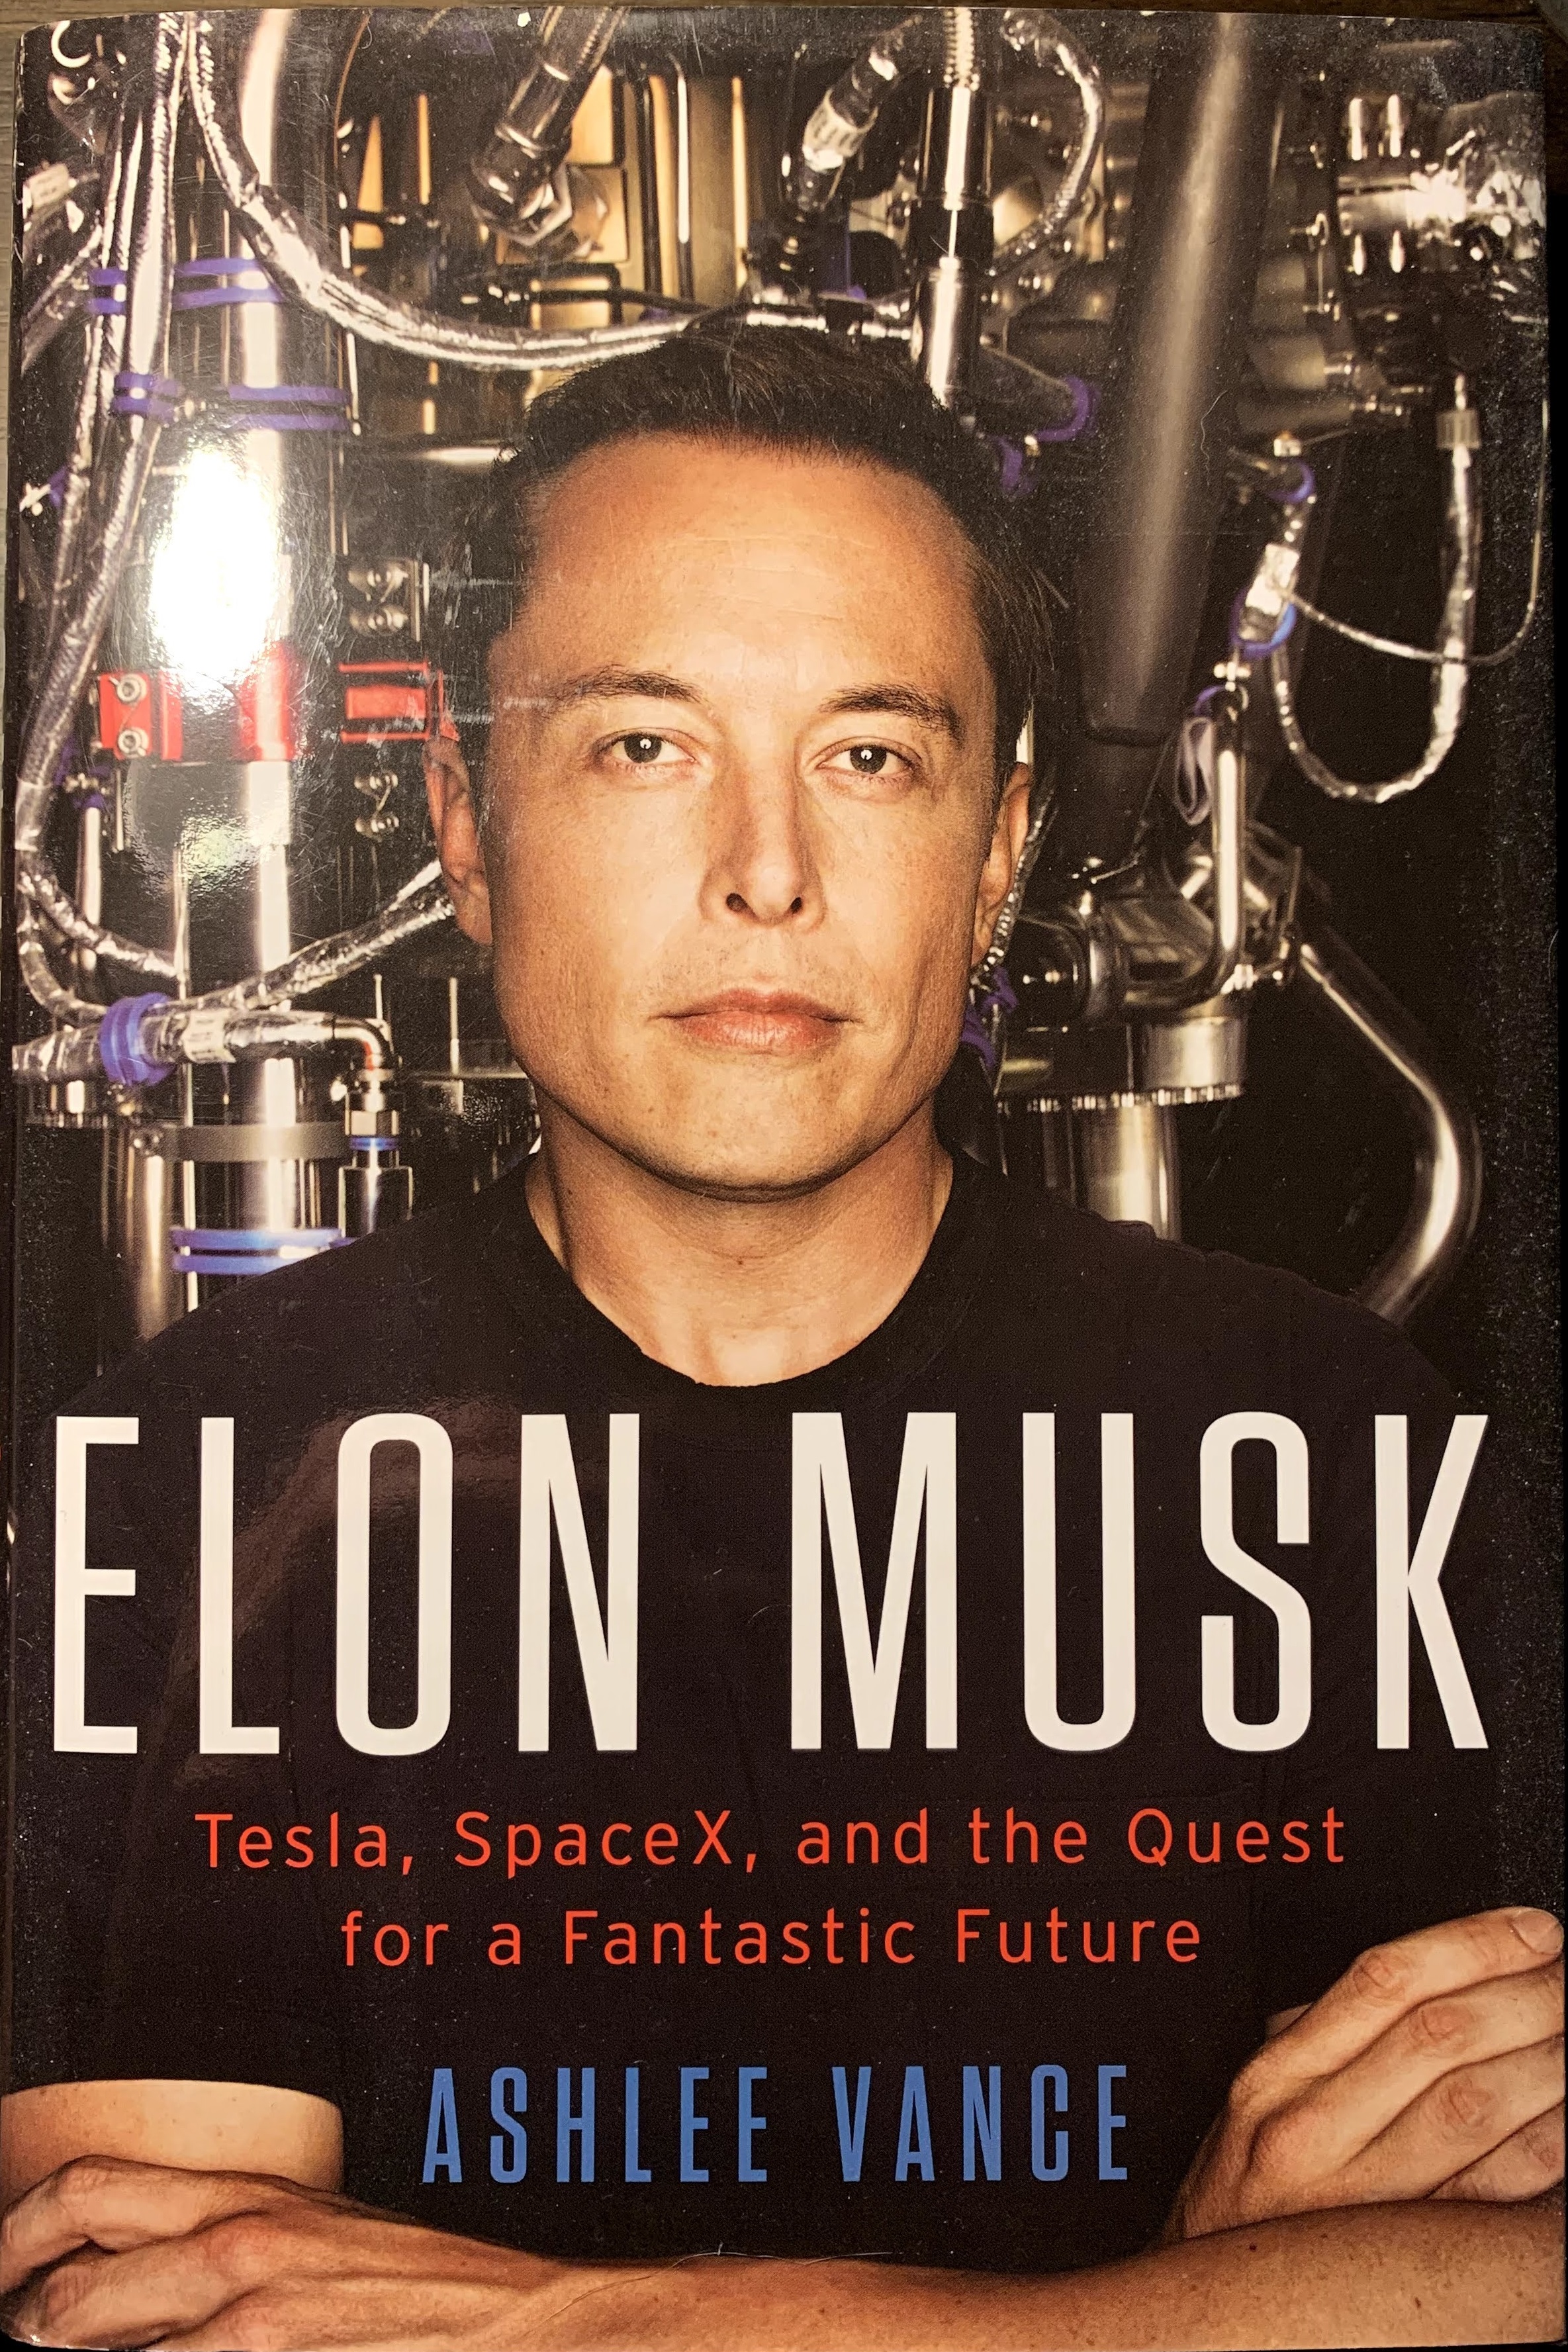 ELON MUSK
Tesla, SpaceX, and the Quest
for a Fantastic Future
ASHLEE VANCE